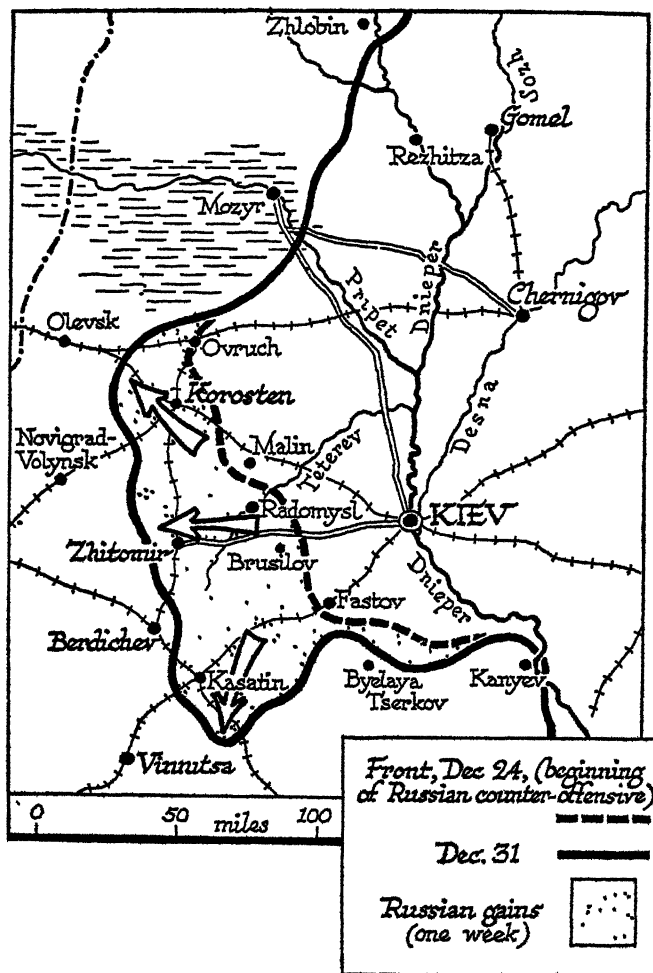 Zhlobin
Sozh
Gomel
Rezhitza
Mozyr
Pripet
Dnieper
Chernigov
Olevsk
Ovruch
Korosten
Desna
Novigrad-
Volynsk
Malin
Teterev
Radomysl
KIEV
Zhitomir
Brusilov
Dnieper
Fastov
Berdichev
Kasatin
Byelaya
Tserkov
Kanyev
Vinnitsa
Front, Dec 24, (beginning
of Russian counter-offensive)
Dec. 31
Russian gains
(one week)
0 50 100
miles